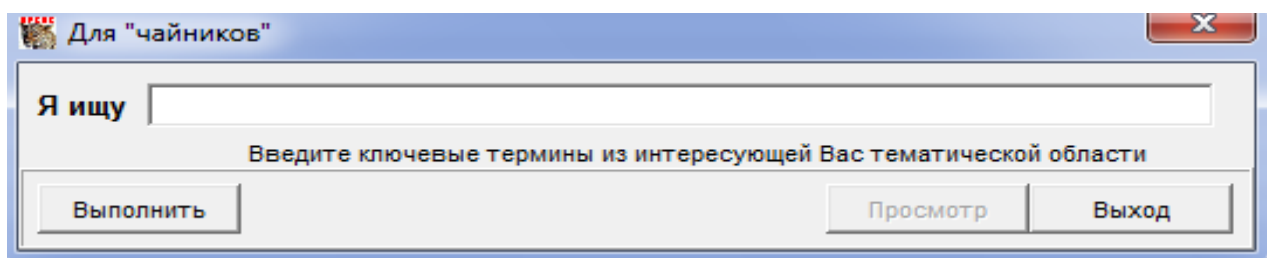 Для "чайников"
Я ищу
Введите ключевые термины из интересующей Вас тематической области
Выполнить Просмотр Выход